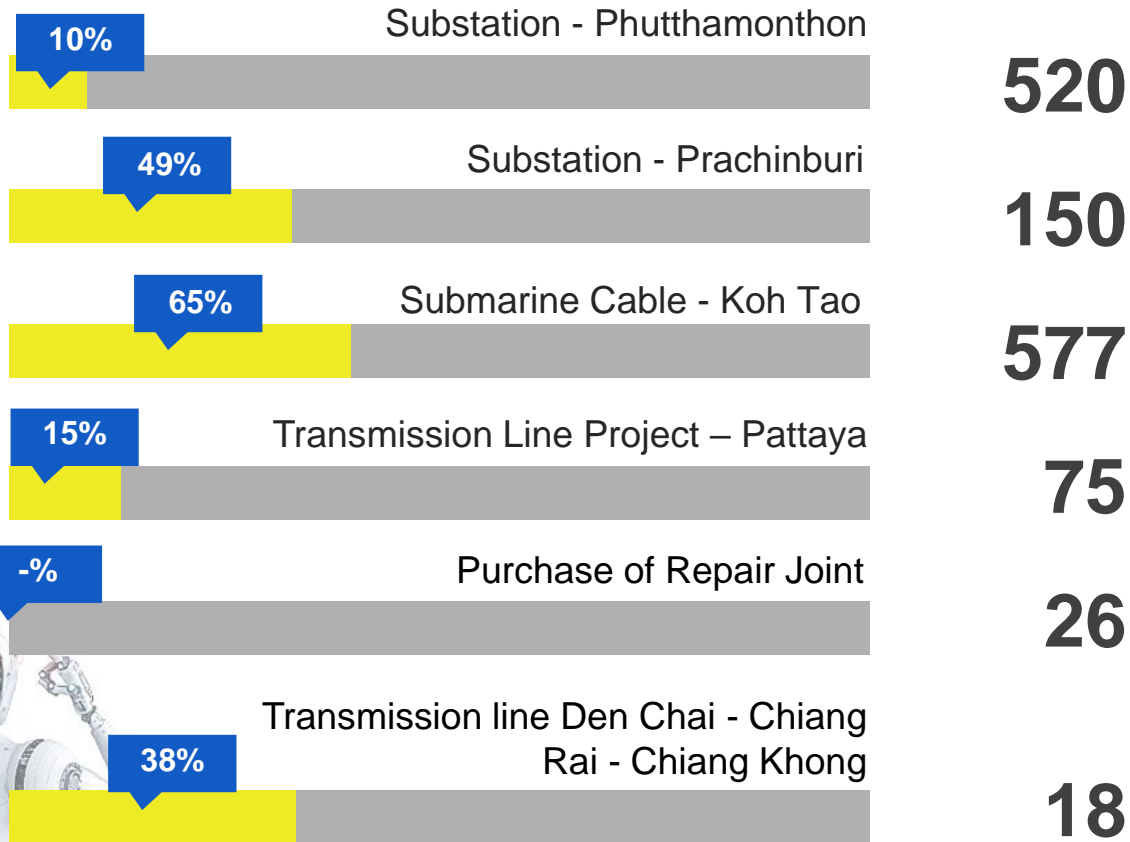 Substation - Phutthamonthon
10%
520
Substation - Prachinburi
49%
150
Submarine Cable - Koh Tao
65%
577
Transmission Line Project – Pattaya
15%
75
Purchase of Repair Joint
-%
26
Transmission line Den Chai - Chiang
Rai - Chiang Khong
38%
18